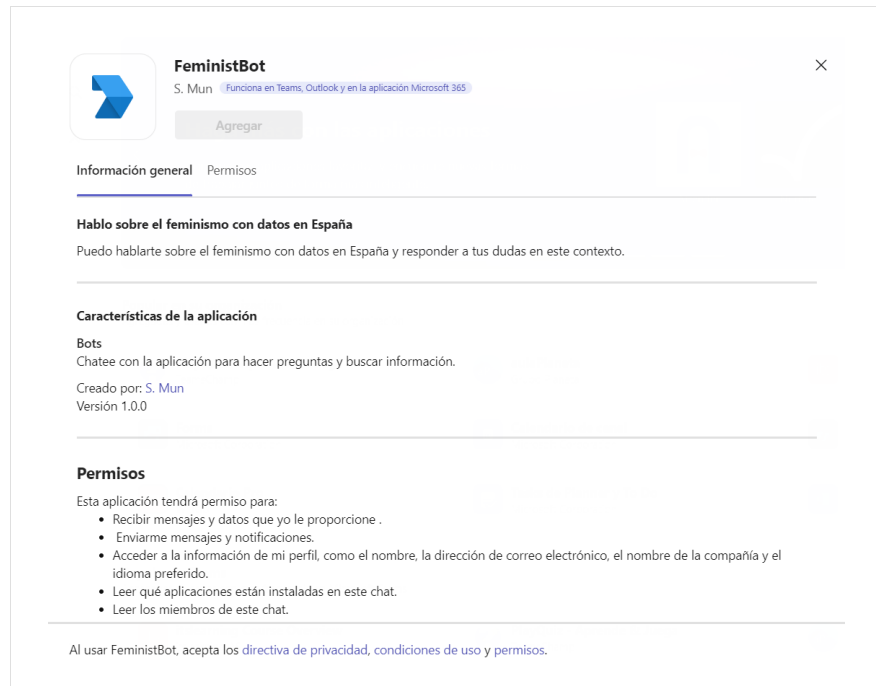 FeministBot
S. Mun Funciona en Teams, Outlook y en la aplicación Microsoft 365
Agregar
Información general Permisos
Hablo sobre el feminismo con datos en España
Puedo hablarte sobre el feminismo con datos en España y responder a tus dudas en este contexto.
Características de la aplicación
Bots
Chatee con la aplicación para hacer preguntas y buscar información.
Creado por: S. Mun
Versión 1.0.0
Permisos
Esta aplicación tendrá permiso para:
• Recibir mensajes y datos que yo le proporcione .
• Enviarme mensajes y notificaciones.
• Acceder a la información de mi perfil, como el nombre, la dirección de correo electrónico, el nombre de la compañía y el
idioma preferido.
• Leer qué aplicaciones están instaladas en este chat.
• Leer los miembros de este chat.
Al usar FeministBot, acepta los directiva de privacidad, condiciones de uso y permisos.